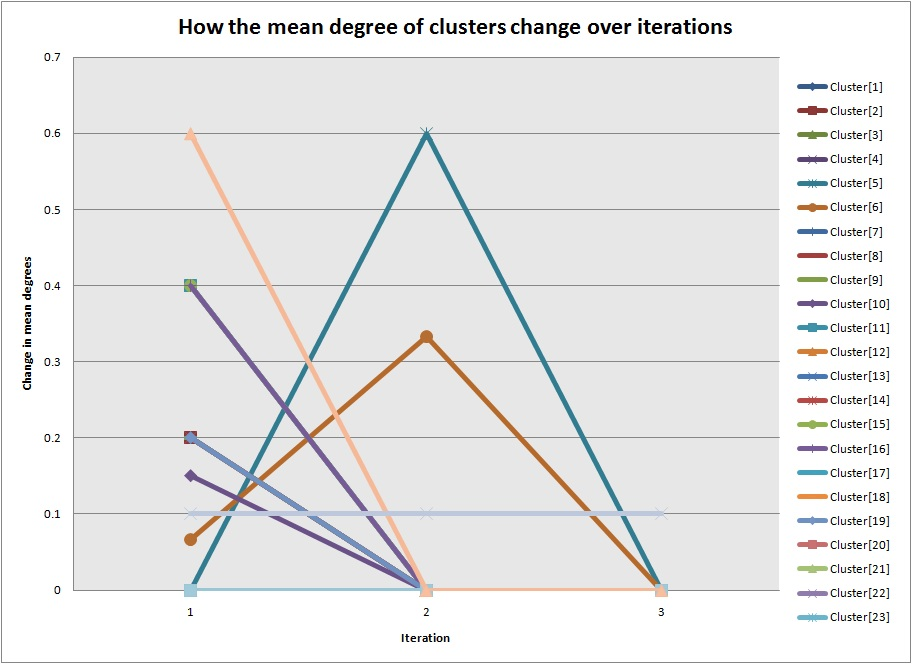 How the mean degree of clusters change over iterations
0.7
0.6
0.5
0.4
0.3
0.2
0.1
0
Change in mean degrees
1
2
3
Iteration
Cluster[1]
Cluster[2]
Cluster[3]
Cluster[4]
Cluster[5]
Cluster[6]
Cluster[7]
Cluster[8]
Cluster[9]
Cluster[10]
Cluster[11]
Cluster[12]
Cluster[13]
Cluster[14]
Cluster[15]
Cluster[16]
Cluster[17]
Cluster[18]
Cluster[19]
Cluster[20]
Cluster[21]
Cluster[22]
Cluster[23]